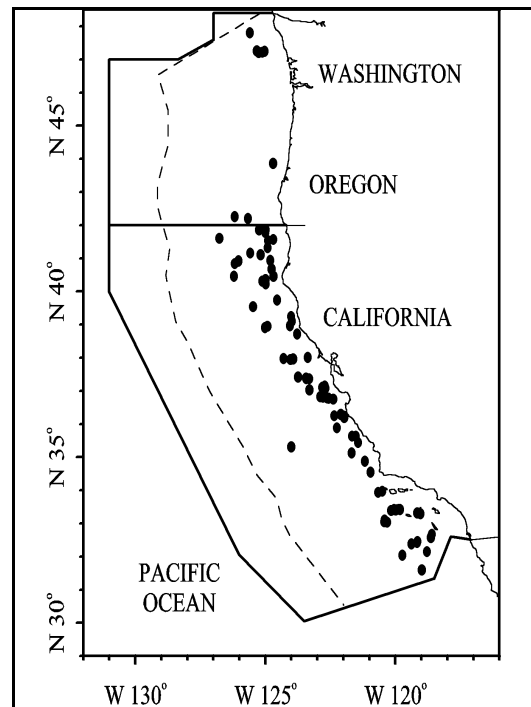 WASHINGTON
N 45°
OREGON
N 40°
CALIFORNIA
N 35°
PACIFIC
OCEAN
N 30°
W 130°
W 125°
W 120°